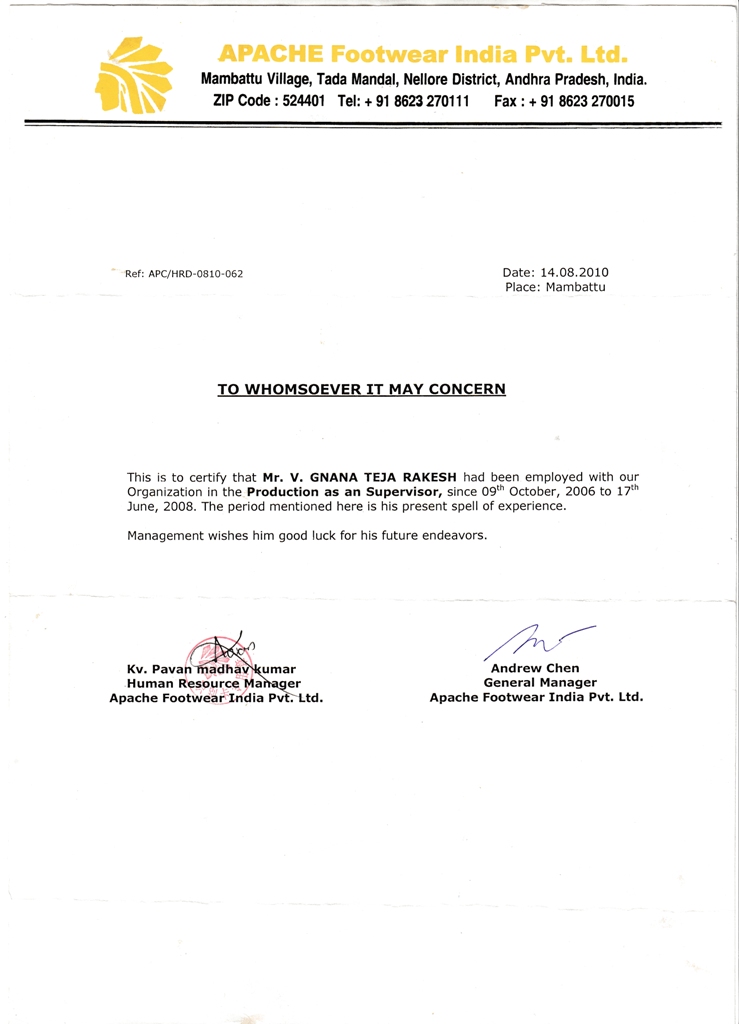 APACHE Footwear India Pvt. Ltd.
Mambattu Village, Tada Mandal, Nellore District, Andhra Pradesh, India.
ZIP Code : 524401 Tel: + 91 8623 270111 Fax : + 91 8623 270015
Ref: APC/HRD-0810-062
Date: 14.08.2010
Place: Mambattu
TO WHOMSOEVER IT MAY CONCERN
This is to certify that Mr. V. GNANA TEJA RAKESH had been employed with our
Organization in the Production as an Supervisor, since 09th October, 2006 to 17th
June, 2008. The period mentioned here is his present spell of experience.
Management wishes him good luck for his future endeavors.
Kv. Pavan madhav kumar
Human Resource Manager
Apache Footwear India Pvt. Ltd.
Andrew Chen
General Manager
Apache Footwear India Pvt. Ltd.